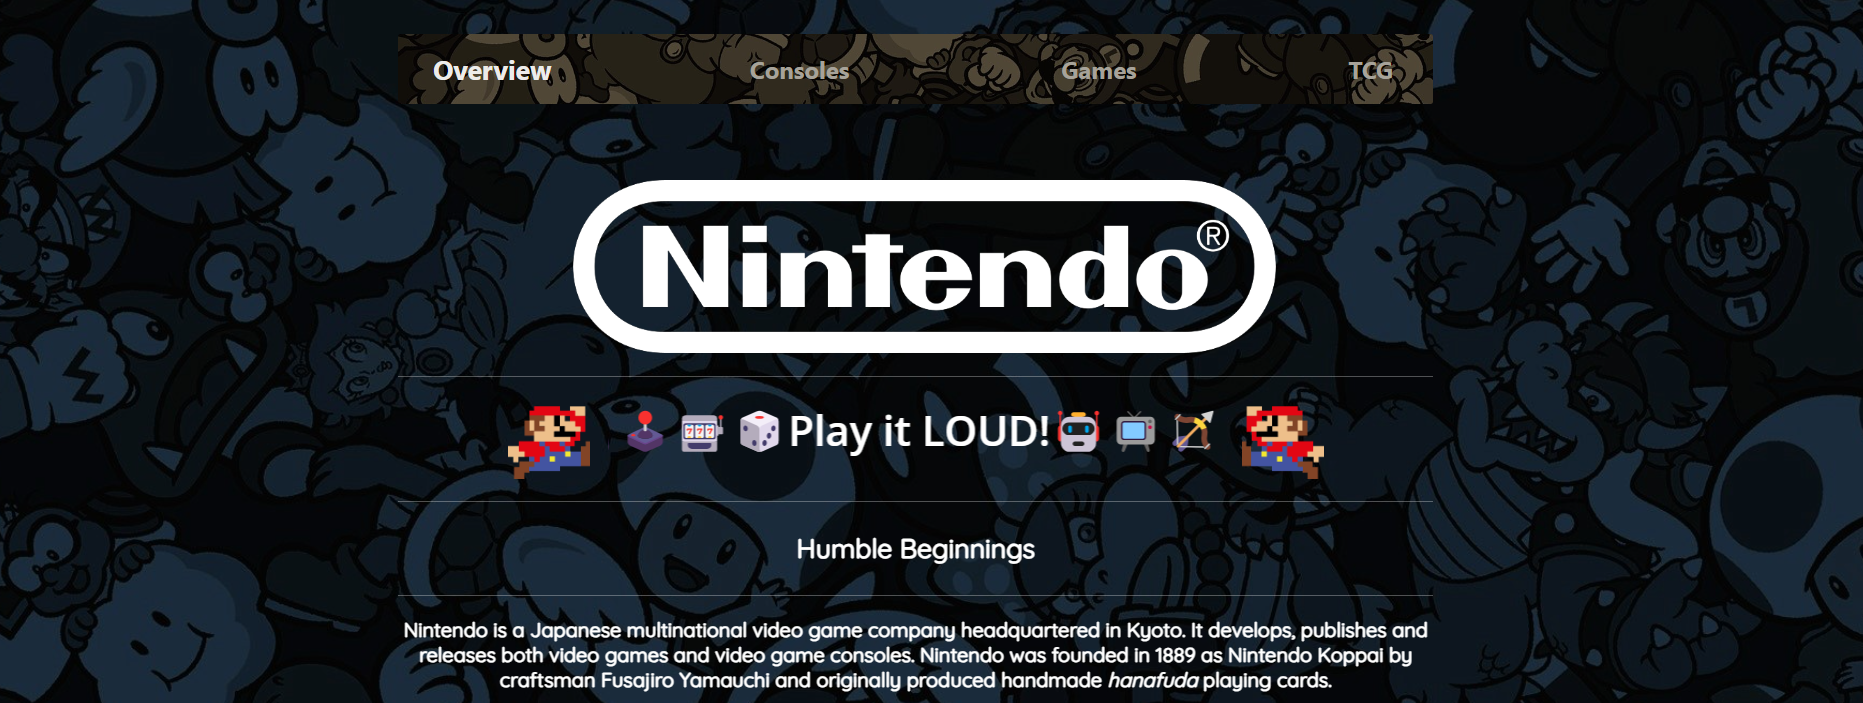 Overview Consoles Games TCG
Nintendo®
Play it LOUD!
Humble Beginnings
Nintendo is a Japanese multinational video game company headquartered in Kyoto. It develops, publishes and
releases both video games and video game consoles. Nintendo was founded in 1889 as Nintendo Koppai by
craftsman Fusajiro Yamauchi and originally produced handmade hanafuda playing cards.